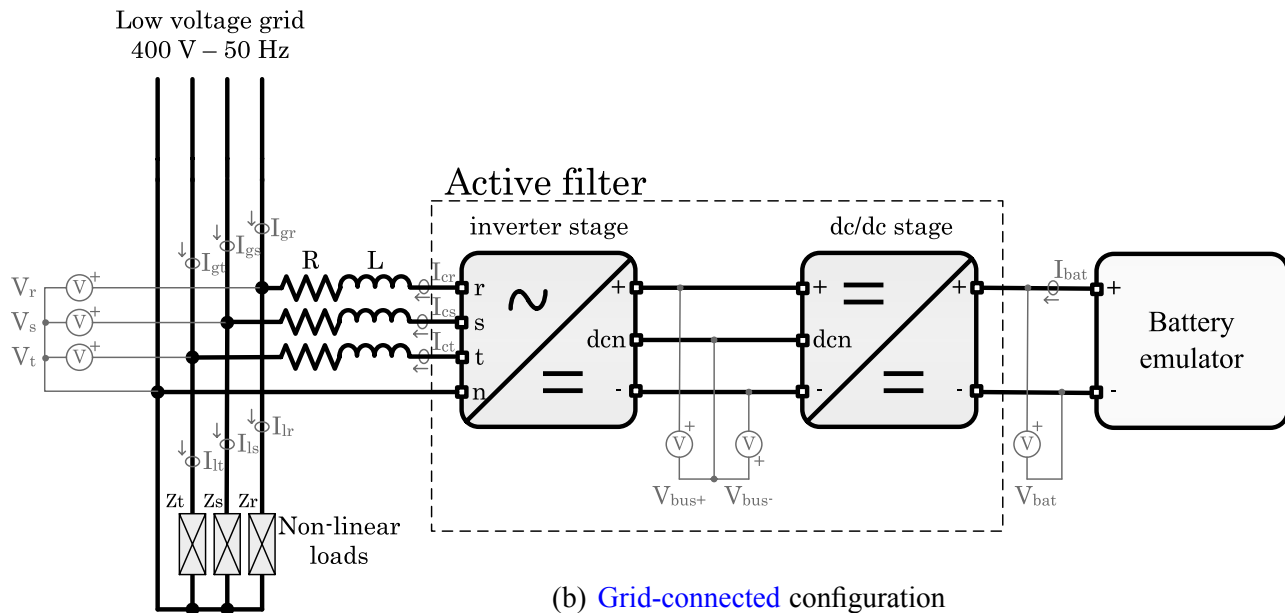 Low voltage grid
400 V – 50 Hz
Active filter
inverter stage
dc/dc stage
Igr
Igs
Igt
R
L
Icr
Ics
Ict
Vr
Vs
Vt
V
+
V
+
V
+
r
s
t
n
+
dcn
-
+
dcn
-
+
-
Ibat
+
-
Battery
emulator
Ilr
Ils
Ilt
V
+
V
+
V
+
Vbus+
Vbus-
Vbat
Zt
Zs
Zr
Non-linear
loads
(b) Grid-connected configuration